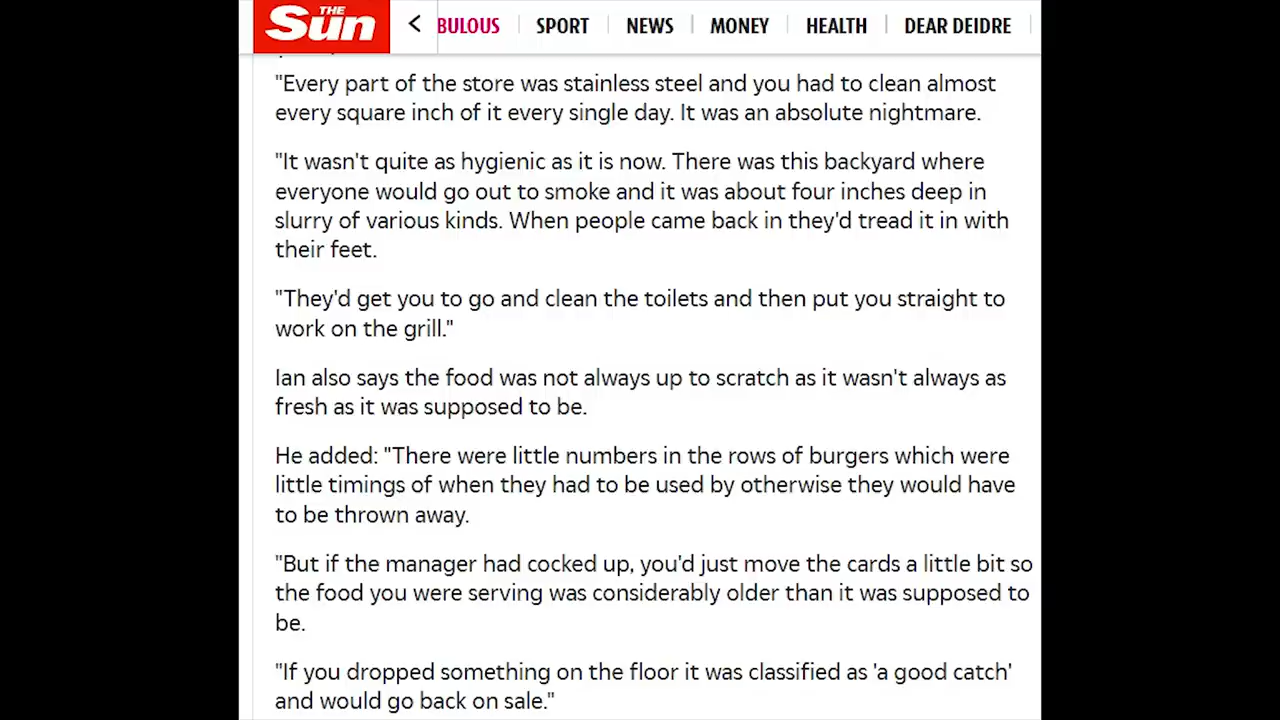 THE
Sun
< BULOUS SPORT NEWS MONEY HEALTH DEAR DEIDRE
"Every part of the store was stainless steel and you had to clean almost
every square inch of it every single day. It was an absolute nightmare.
"It wasn't quite as hygienic as it is now. There was this backyard where
everyone would go out to smoke and it was about four inches deep in
slurry of various kinds. When people came back in they'd tread it in with
their feet.
"They'd get you to go and clean the toilets and then put you straight to
work on the grill."
Ian also says the food was not always up to scratch as it wasn't always as
fresh as it was supposed to be.
He added: "There were little numbers in the rows of burgers which were
little timings of when they had to be used by otherwise they would have
to be thrown away.
"But if the manager had cocked up, you'd just move the cards a little bit so
the food you were serving was considerably older than it was supposed to
be.
"If you dropped something on the floor it was classified as 'a good catch'
and would go back on sale."